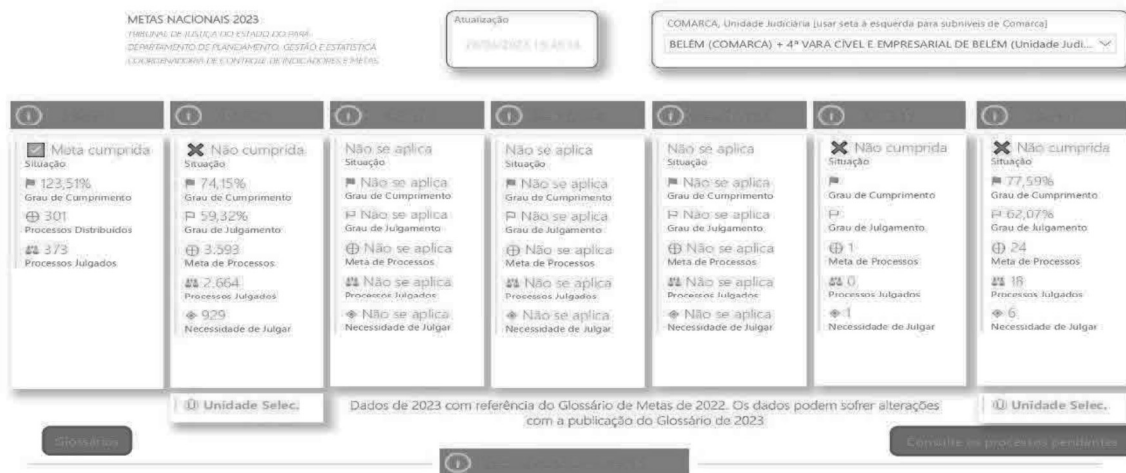 METAS NACIONAIS 2023
TRIBUNAL DE JUSTIÇA DO ESTADO DO PARÁ
DEPARTAMENTO DE PLANEJAMENTO, GESTÃO E ESTATÍSTICA
COORDENADORIA DE CONTROLE DE INDICADORES E METAS
Atualização
COMARCA, Unidade Judiciária (usar seta à esquerda para subníveis de Comarca)
BELÉM (COMARCA) + 4ª VARA CÍVEL E EMPRESARIAL DE BELÉM (Unidade Judi...
Meta cumprida
Situação
123,51%
Grau de Cumprimento
301
Processos Distribuídos
373
Processos Julgados
Não cumprida
Situação
74,15%
Grau de Cumprimento
59,32%
Grau de Julgamento
3.593
Meta de Processos
2.664
Processos Julgados
929
Necessidade de Julgar
Não se aplica
Situação
Não se aplica
Grau de Cumprimento
Não se aplica
Grau de Julgamento
Não se aplica
Meta de Processos
Não se aplica
Processos Julgados
Não se aplica
Necessidade de Julgar
Não se aplica
Situação
Não se aplica
Grau de Cumprimento
Não se aplica
Grau de Julgamento
Não se aplica
Meta de Processos
Não se aplica
Processos Julgados
Não se aplica
Necessidade de Julgar
Não se aplica
Situação
Não se aplica
Grau de Cumprimento
Não se aplica
Grau de Julgamento
Não se aplica
Meta de Processos
Não se aplica
Processos Julgados
Não se aplica
Necessidade de Julgar
Não cumprida
Situação
Grau de Cumprimento
Grau de Julgamento
1
Meta de Processos
0
Processos Julgados
1
Necessidade de Julgar
Não cumprida
Situação
77,59%
Grau de Cumprimento
62,07%
Grau de Julgamento
24
Meta de Processos
18
Processos Julgados
6
Necessidade de Julgar
Unidade Selec.
Dados de 2023 com referência do Glossário de Metas de 2022. Os dados podem sofrer alterações
com a publicação do Glossário de 2023
Unidade Selec.
Glossários
Consulte os processos pendentes